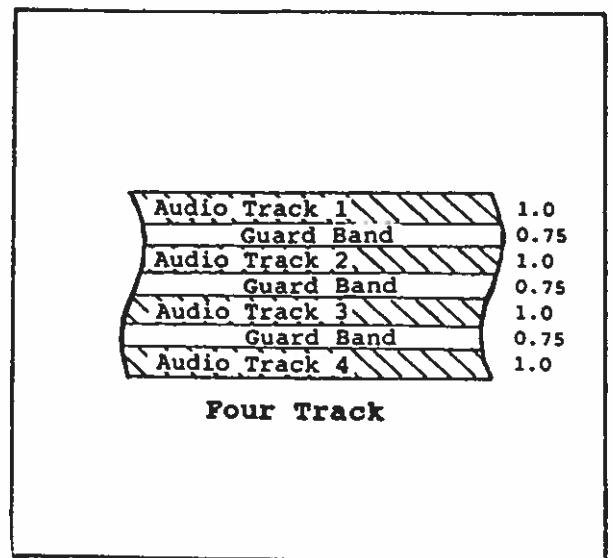 Audio Track 1 1.0
Guard Band 0.75
Audio Track 2 1.0
Guard Band 0.75
Audio Track 3 1.0
Guard Band 0.75
Audio Track 4 1.0
Four Track